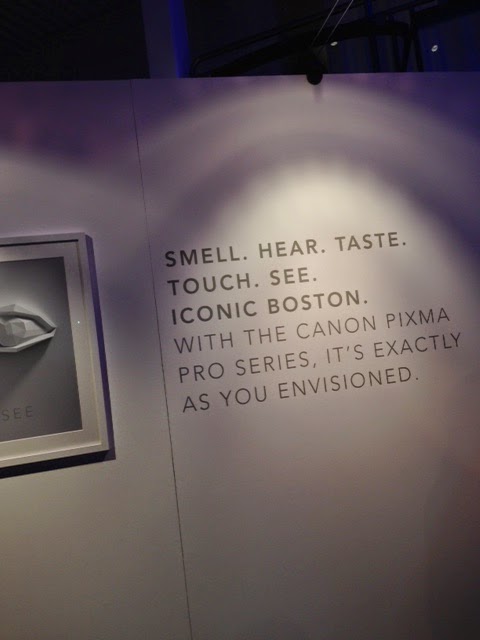 SMELL. HEAR. TASTE.
TOUCH. SEE.
ICONIC BOSTON.
WITH THE CANON PIXMA
PRO SERIES, IT'S EXACTLY
AS YOU ENVISIONED.
SEE